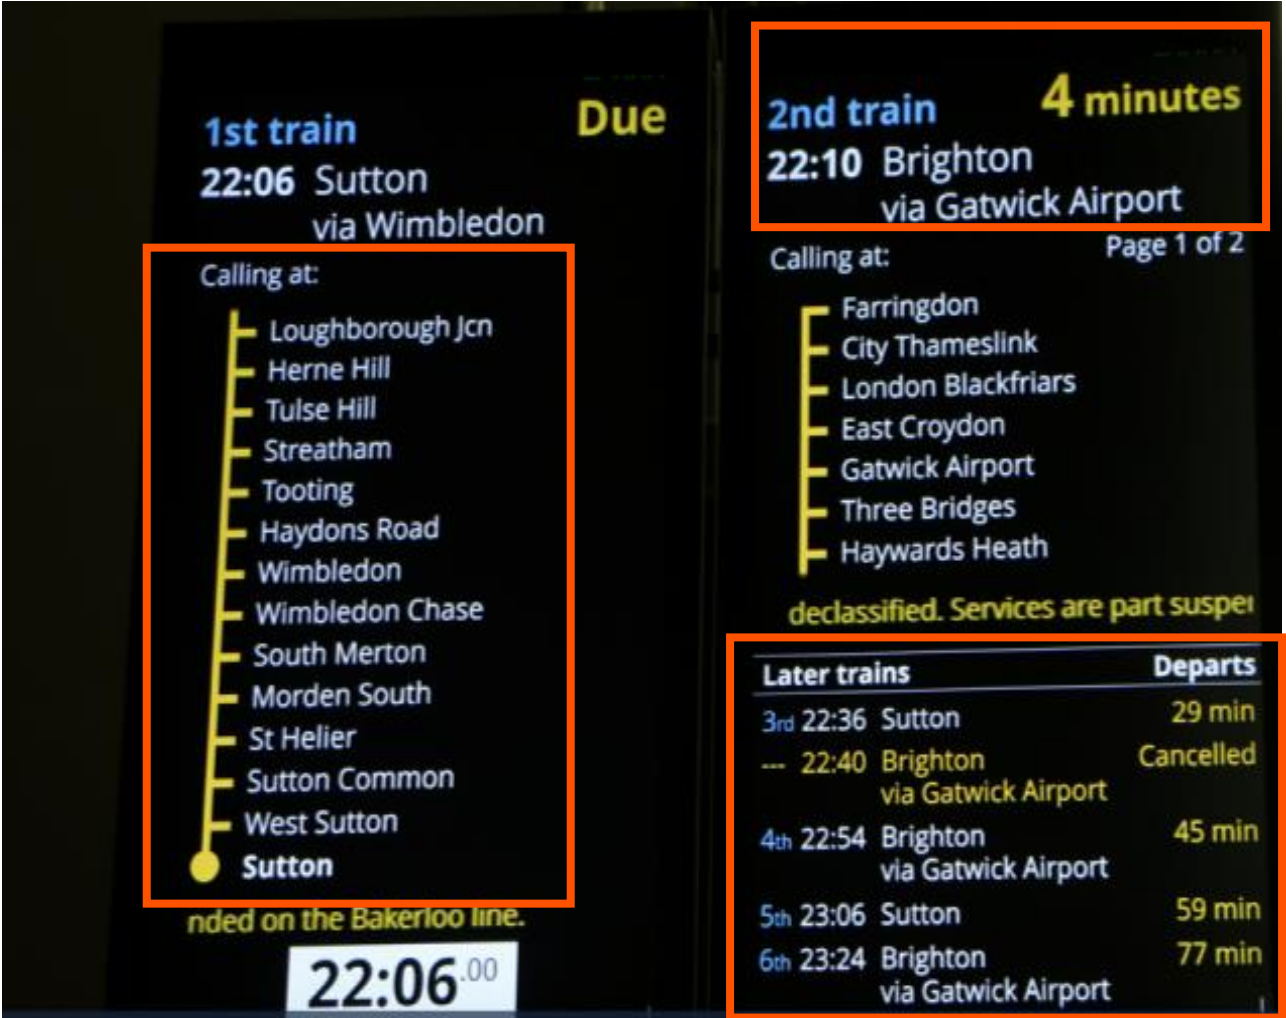 1st train Due
22:06 Sutton
via Wimbledon
Calling at:
Loughborough Jcn
Herne Hill
Tulse Hill
Streatham
Tooting
Haydons Road
Wimbledon
Wimbledon Chase
South Merton
Morden South
St Helier
Sutton Common
West Sutton
Sutton
nded on the Bakerloo line.
22:06.00
2nd train 4 minutes
22:10 Brighton
via Gatwick Airport
Calling at: Page 1 of 2
Farringdon
City Thameslink
London Blackfriars
East Croydon
Gatwick Airport
Three Bridges
Haywards Heath
declassified. Services are part suspe
Later trains Departs
3rd 22:36 Sutton 29 min
--- 22:40 Brighton Cancelled
via Gatwick Airport
4th 22:54 Brighton 45 min
via Gatwick Airport
5th 23:06 Sutton 59 min
6th 23:24 Brighton 77 min
via Gatwick Airport